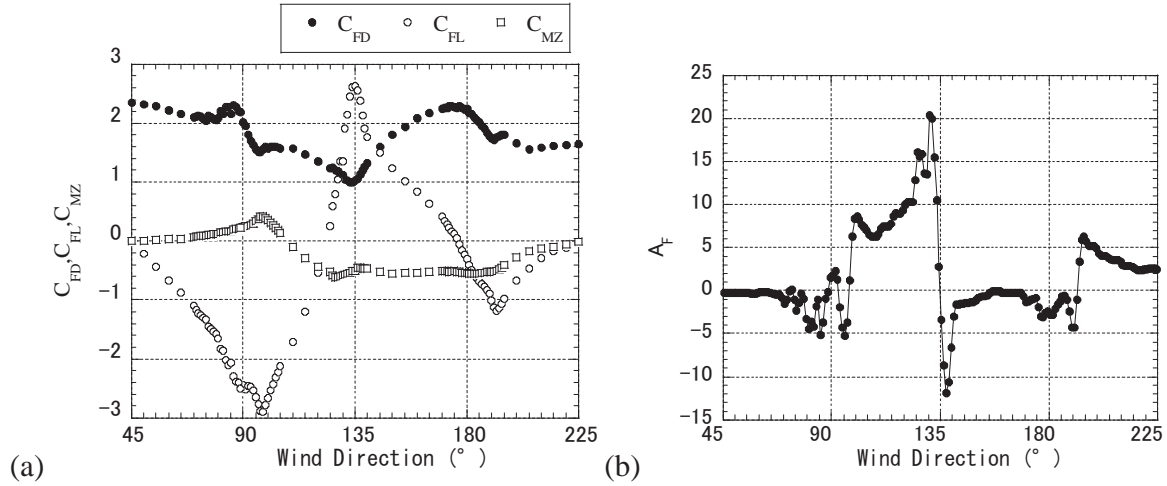 C_FD C_FL C_MZ
3
2
1
0
-1
-2
-3
C_FD, C_FL, C_MZ
45 90 135 180 225
Wind Direction (° )
(a)
25
20
15
10
5
0
-5
-10
-15
A_F
45 90 135 180 225
Wind Direction (° )
(b)